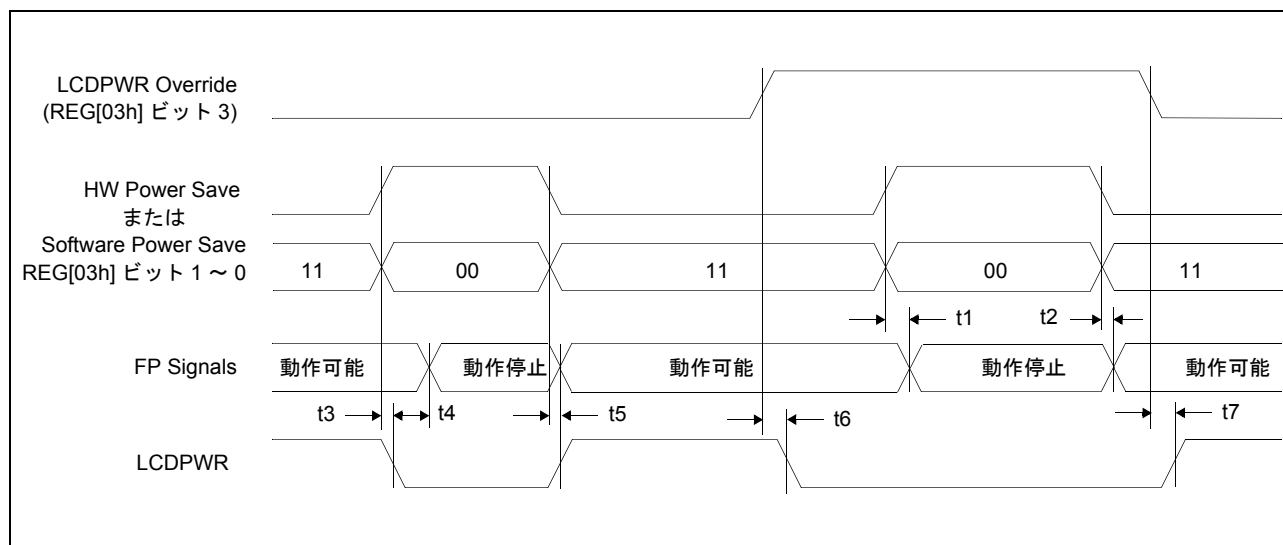 LCDPWR Override
(REG[03h] ビット 3)
HW Power Save
または
Software Power Save
REG[03h] ビット 1 ～ 0
11
00
11
00
11
t1
t2
FP Signals
動作可能
動作停止
動作可能
動作停止
動作可能
t3
t4
t5
t6
t7
LCDPWR